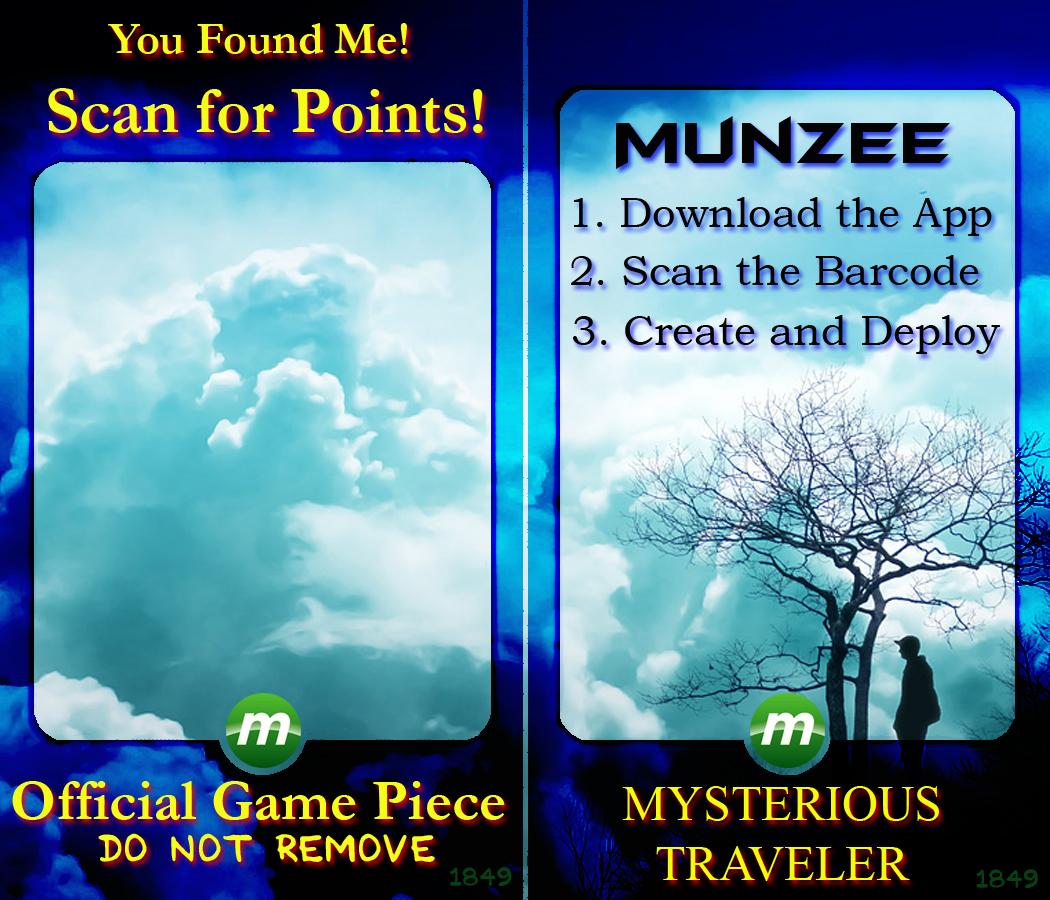 You Found Me!
Scan for Points!
m
Official Game Piece
DO NOT REMOVE
1849
MUNZEE
1. Download the App
2. Scan the Barcode
3. Create and Deploy
m
MYSTERIOUS
TRAVELER
1849